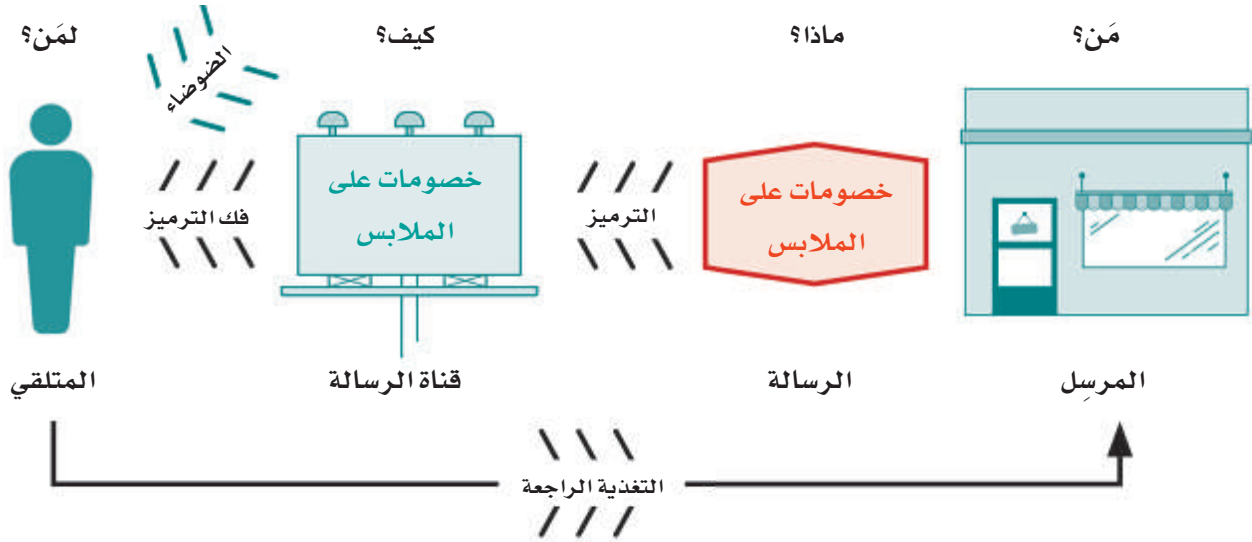 مَن؟
ماذا؟
كيف؟
لمَن؟
الضوضاء
خصومات على
الملابس
الترميز
خصومات على
الملابس
فك الترميز
المرسِل
الرسالة
قناة الرسالة
المتلقي
التغذية الراجعة